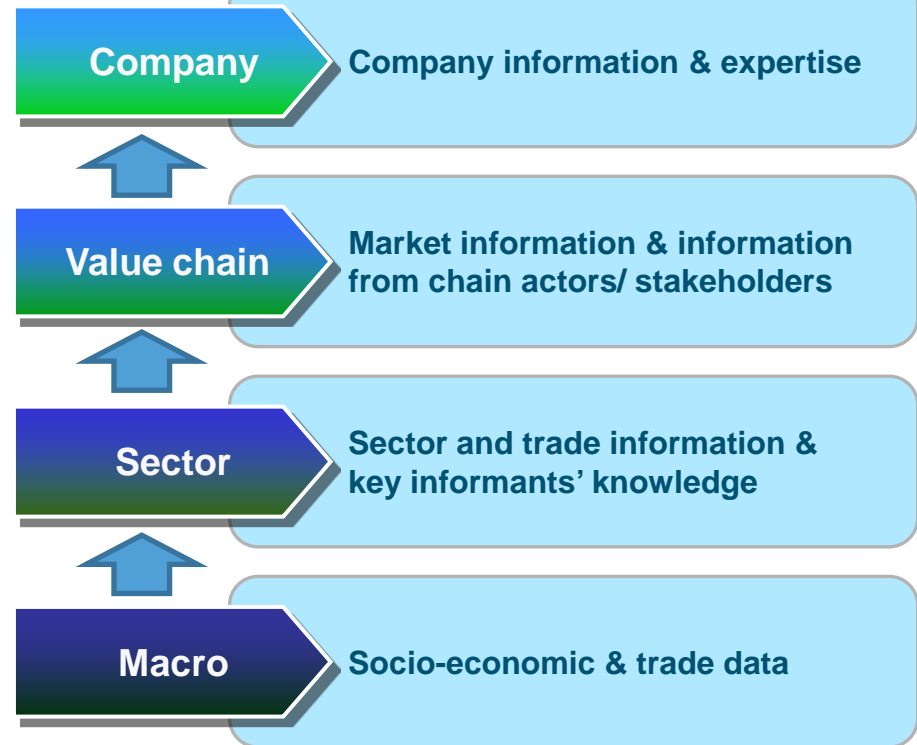 Company
Company information & expertise
Value chain
Market information & information
from chain actors/ stakeholders
Sector
Sector and trade information &
key informants’ knowledge
Macro
Socio-economic & trade data